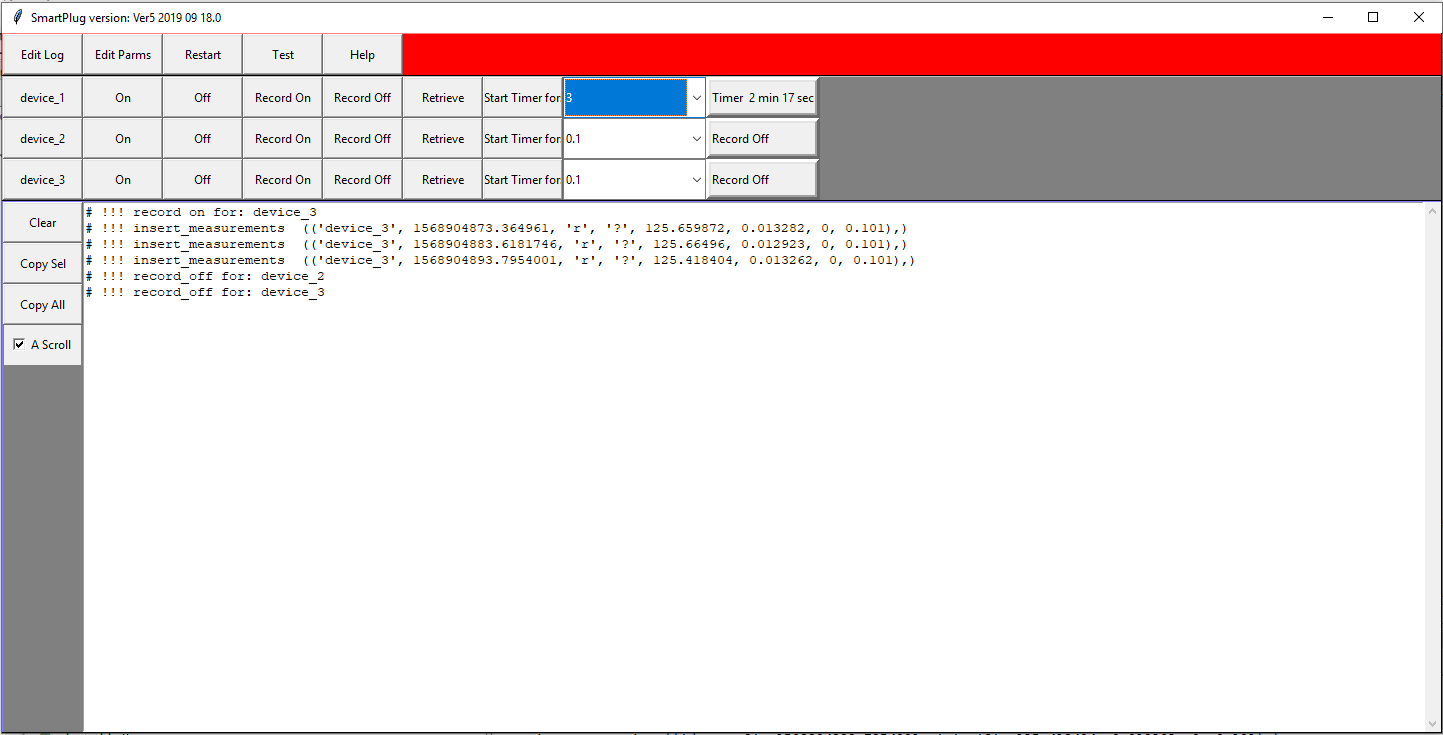 SmartPlug version: Ver5 2019 09 18.0
Edit Log Edit Parms Restart Test Help
device_1 On Off Record On Record Off Retrieve Start Timer for 3 Timer 2 min 17 sec
device_2 On Off Record On Record Off Retrieve Start Timer for 0.1 Record Off
device_3 On Off Record On Record Off Retrieve Start Timer for 0.1 Record Off
Clear
Copy Sel
Copy All
A Scroll
# !!! record on for: device_3
# !!! insert_measurements (('device_3', 1568904873.364961, 'r', '?', 125.659872, 0.013282, 0, 0.101),)
# !!! insert_measurements (('device_3', 1568904883.6181746, 'r', '?', 125.66496, 0.012923, 0, 0.101),)
# !!! insert_measurements (('device_3', 1568904893.7954001, 'r', '?', 125.418404, 0.013262, 0, 0.101),)
# !!! record_off for: device_2
# !!! record_off for: device_3